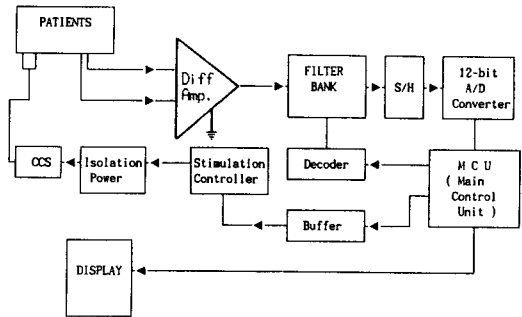 PATIENTS
Diff
Amp.
FILTER
BANK
S/H
12-bit
A/D
Converter
CCS
Isolation
Power
Stimulation
Controller
Decoder
M C U
( Main
Control
Unit )
Buffer
DISPLAY